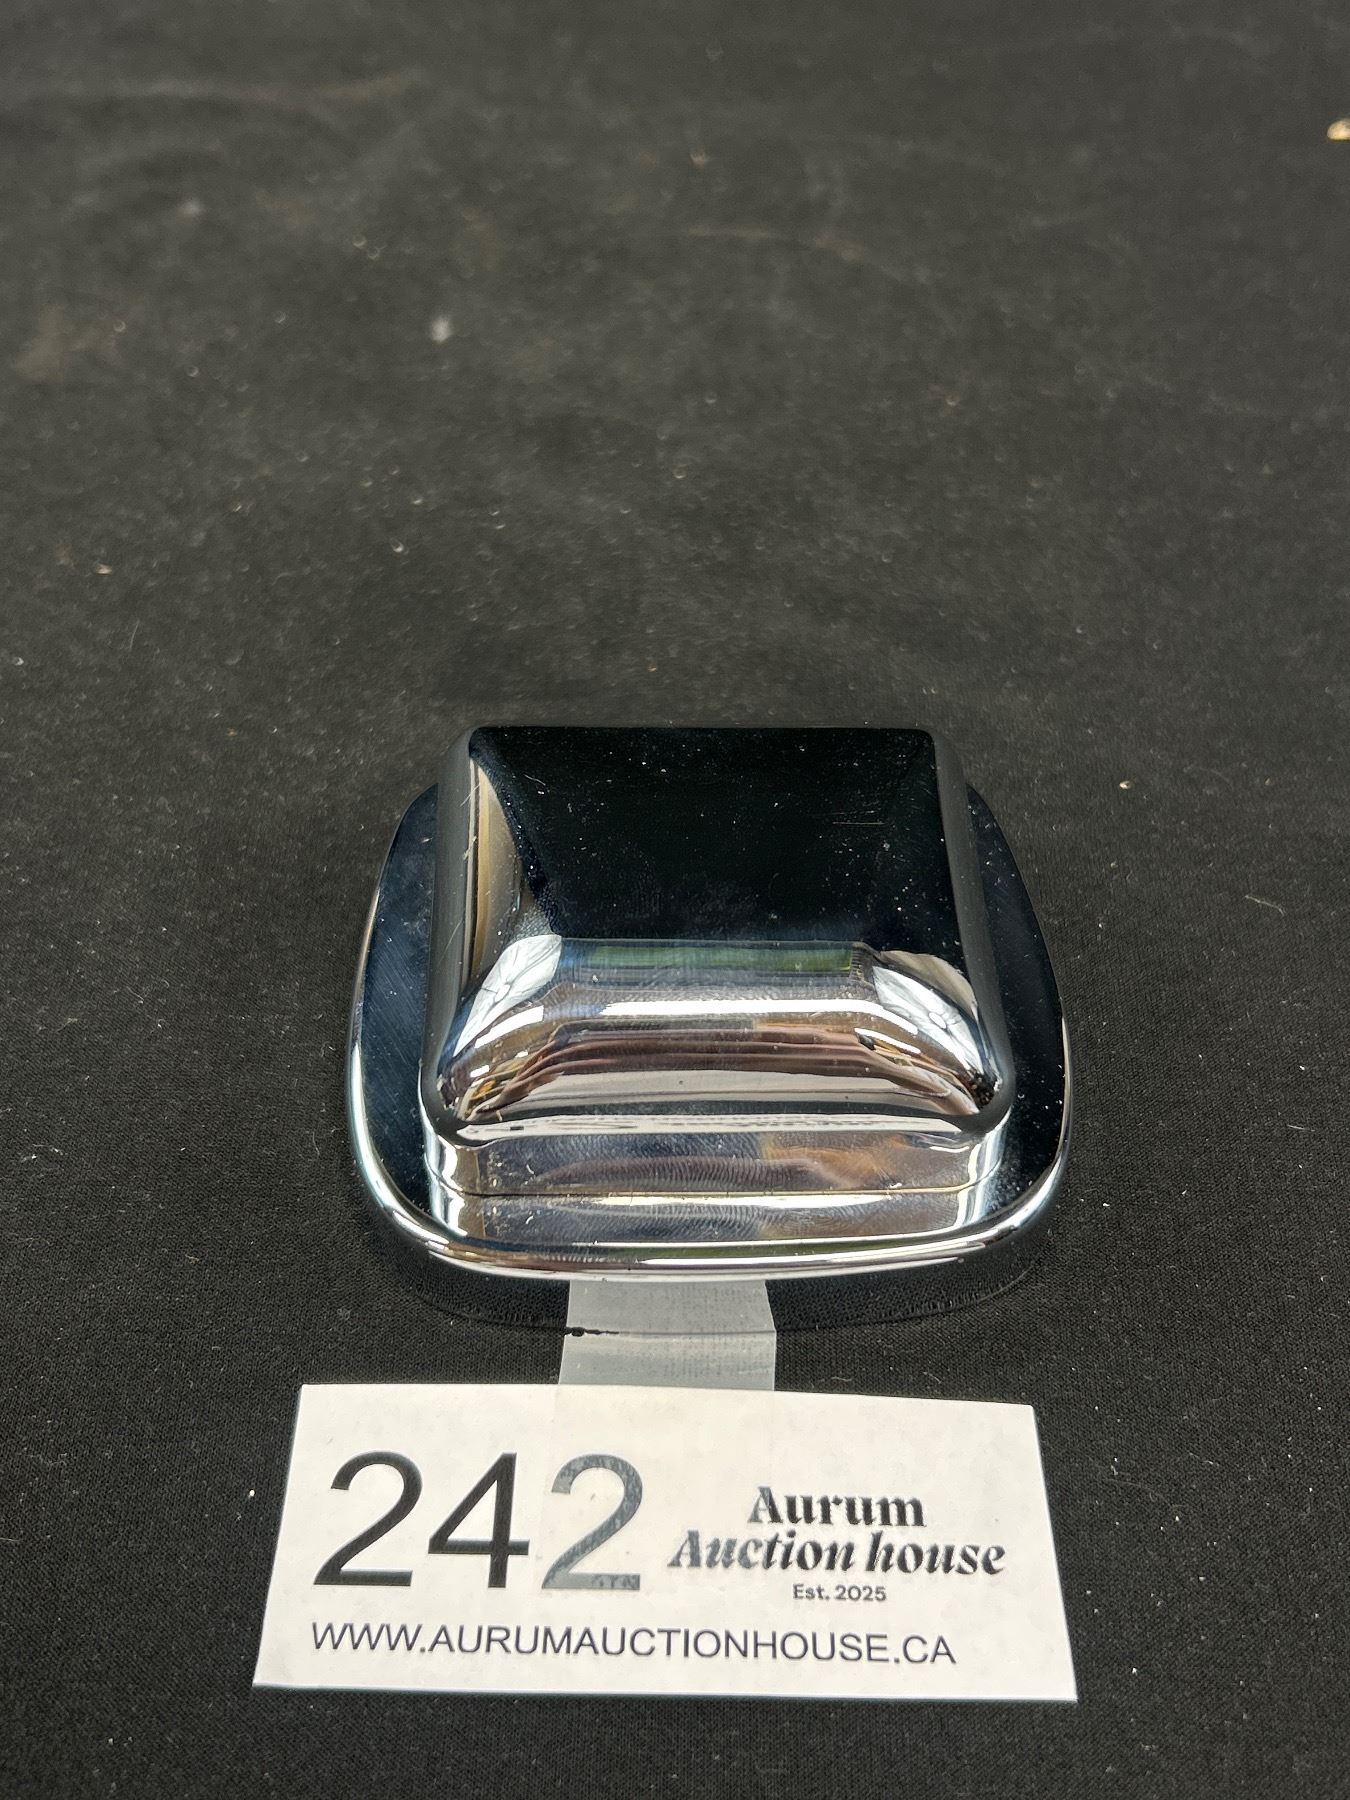 242
Aurum
Auction house
Est. 2025
WWW.AURUMAUCTIONHOUSE.CA